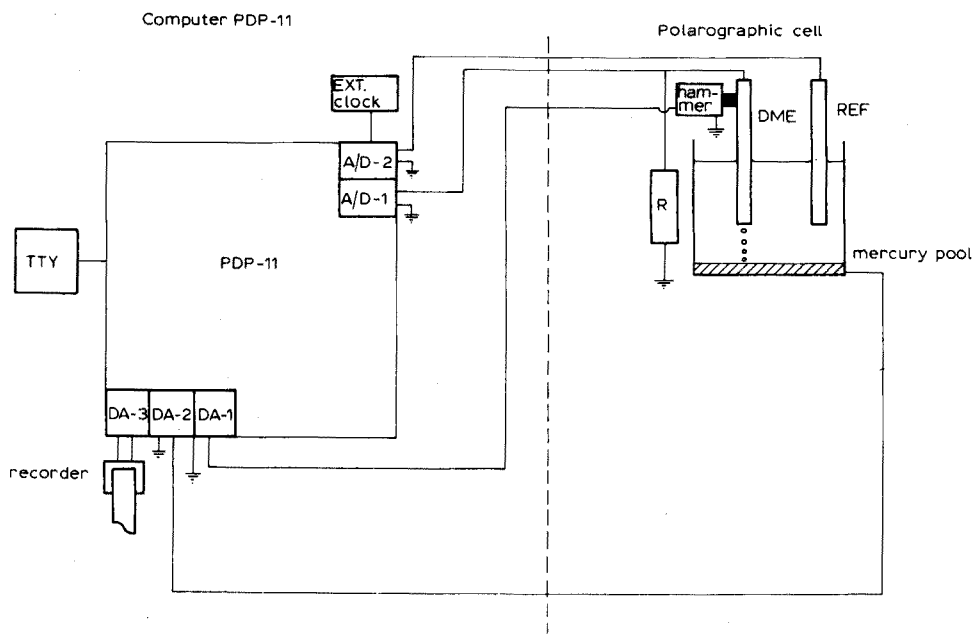 Computer PDP-11
Polarographic cell
EXT.
clock
ham-
mer
DME
REF
A/D-2
A/D-1
R
TTY
PDP-11
mercury pool
DA-3
DA-2
DA-1
recorder